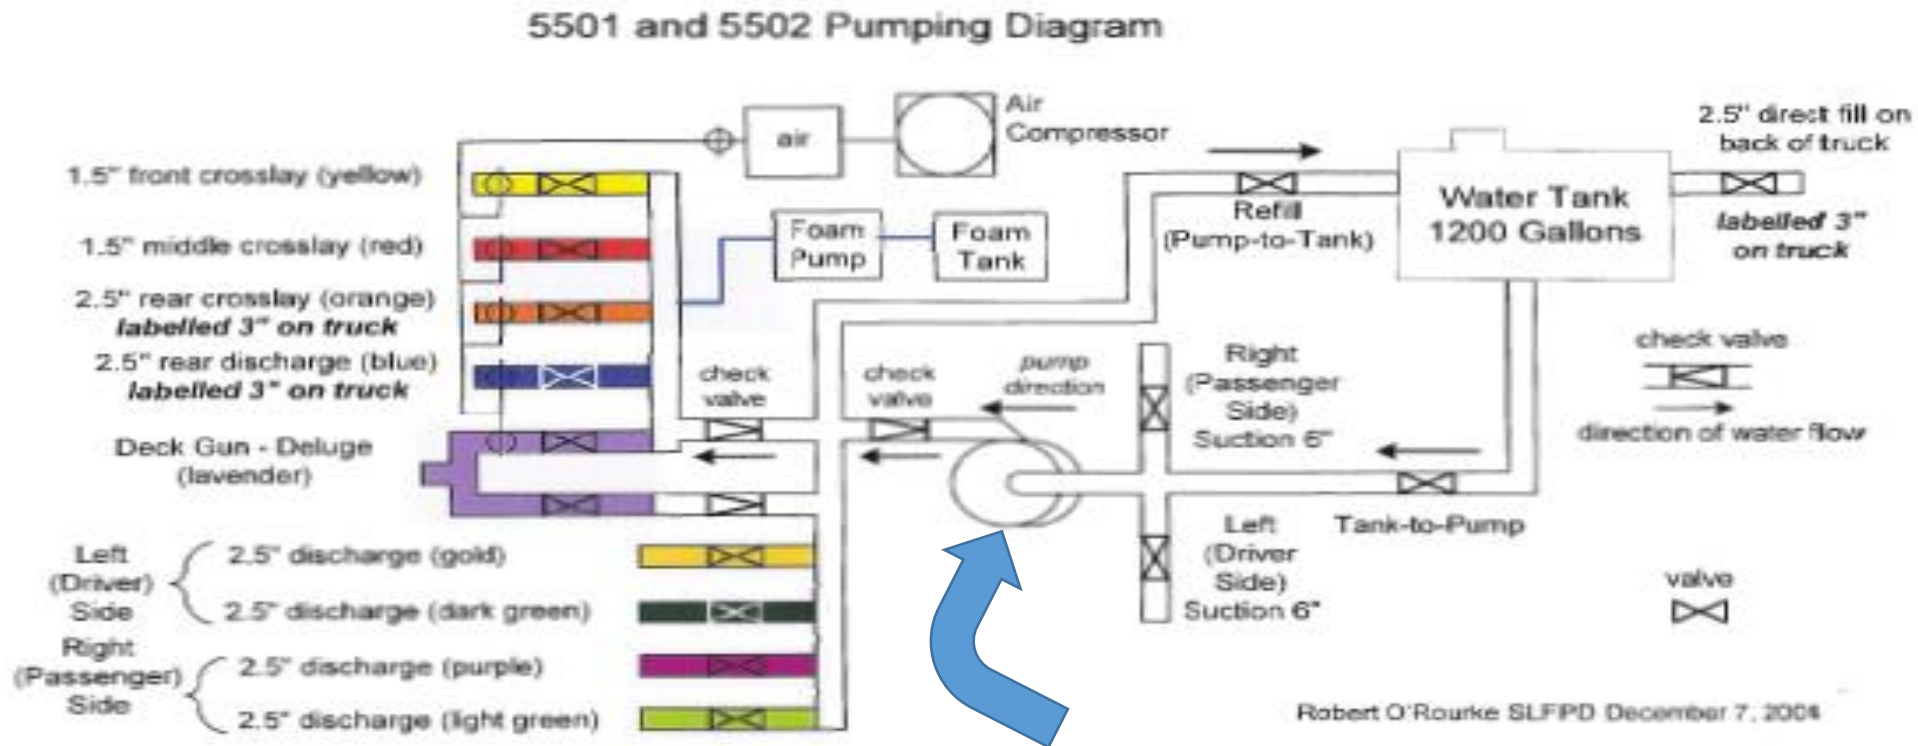 5501 and 5502 Pumping Diagram
Air
Compressor
air
2.5" direct fill on
back of truck
1.5" front crosslay (yellow)
Water Tank
1200 Gallons
Refill
(Pump-to-Tank)
labelled 3"
on truck
Foam
Pump
Foam
Tank
1.5" middle crosslay (red)
2.5" rear crosslay (orange)
labelled 3" on truck
2.5" rear discharge (blue)
labelled 3" on truck
check
valve
check
valve
pump
direction
Right
(Passenger
Side)
Suction 6"
check valve
direction of water flow
Deck Gun - Deluge
(lavender)
Left
(Driver
Side)
Suction 6"
Tank-to-Pump
valve
Left
(Driver)
Side
2.5" discharge (gold)
2.5" discharge (dark green)
Right
(Passenger)
Side
2.5" discharge (purple)
2.5" discharge (light green)
Robert O'Rourke SLFPD December 7,